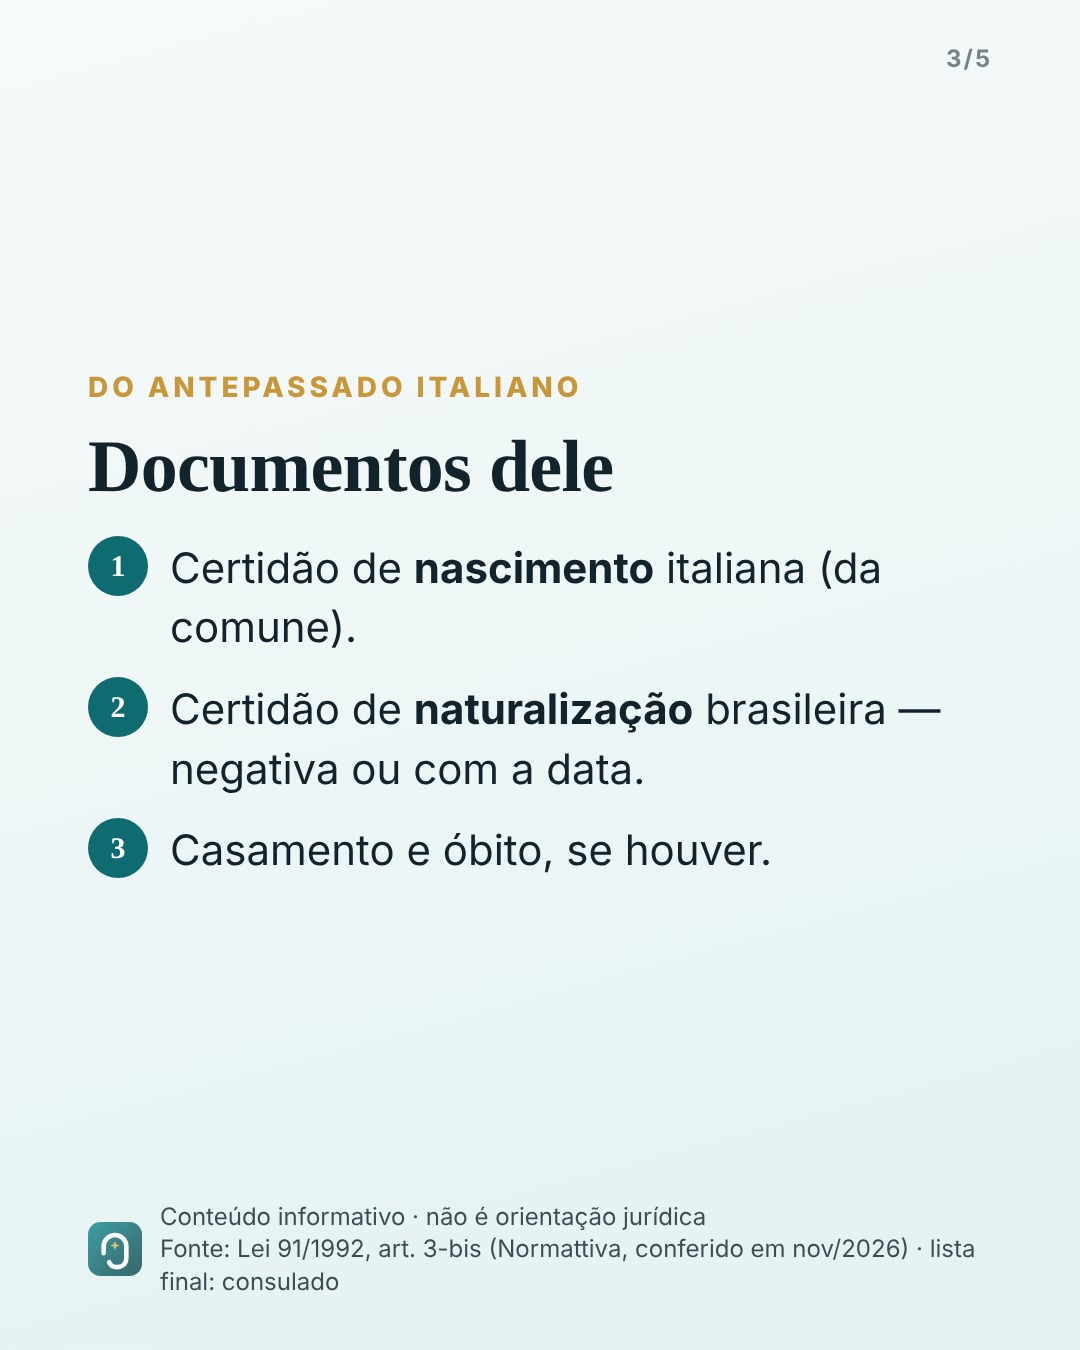 3/5
DO ANTEPASSADO ITALIANO
Documentos dele
1 Certidão de nascimento italiana (da
comune).
2 Certidão de naturalização brasileira —
negativa ou com a data.
3 Casamento e óbito, se houver.
Conteúdo informativo · não é orientação jurídica
Fonte: Lei 91/1992, art. 3-bis (Normattiva, conferido em nov/2026) · lista
final: consulado